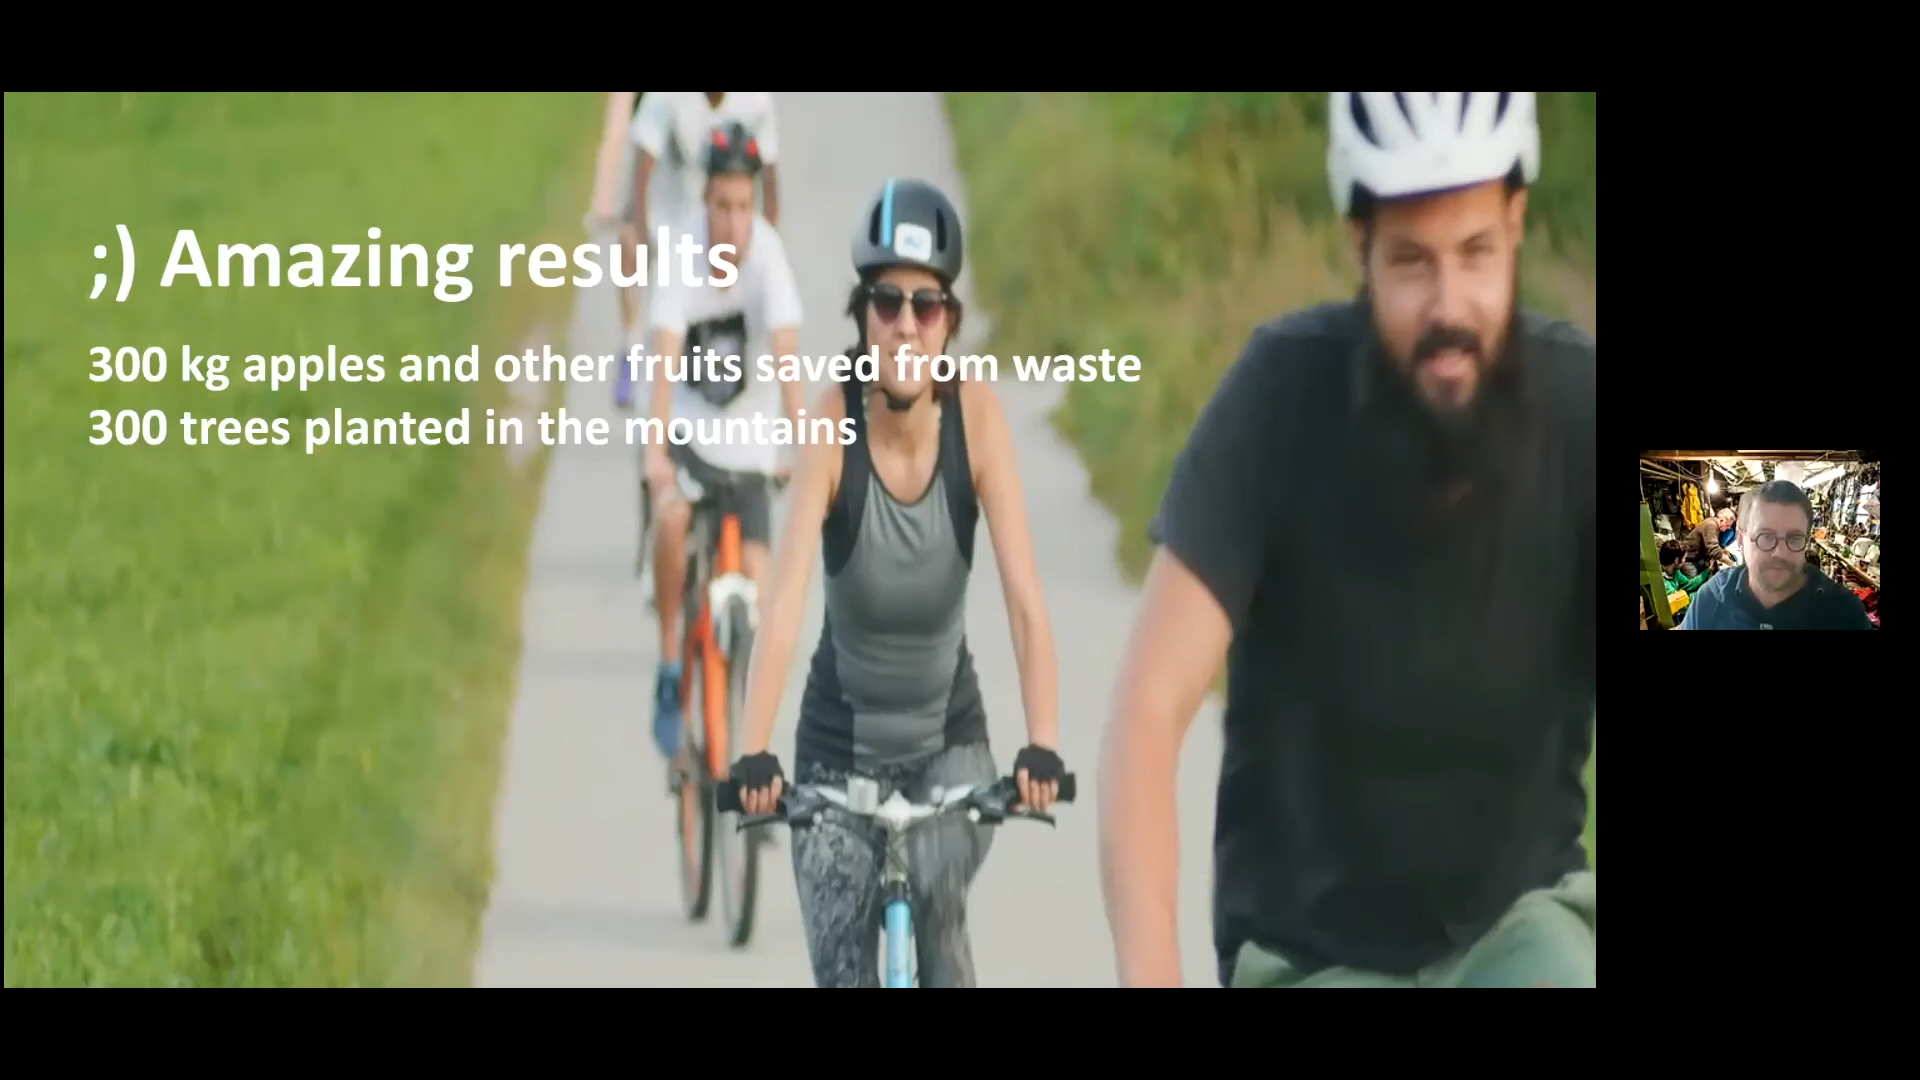 ;) Amazing results
300 kg apples and other fruits saved from waste
300 trees planted in the mountains